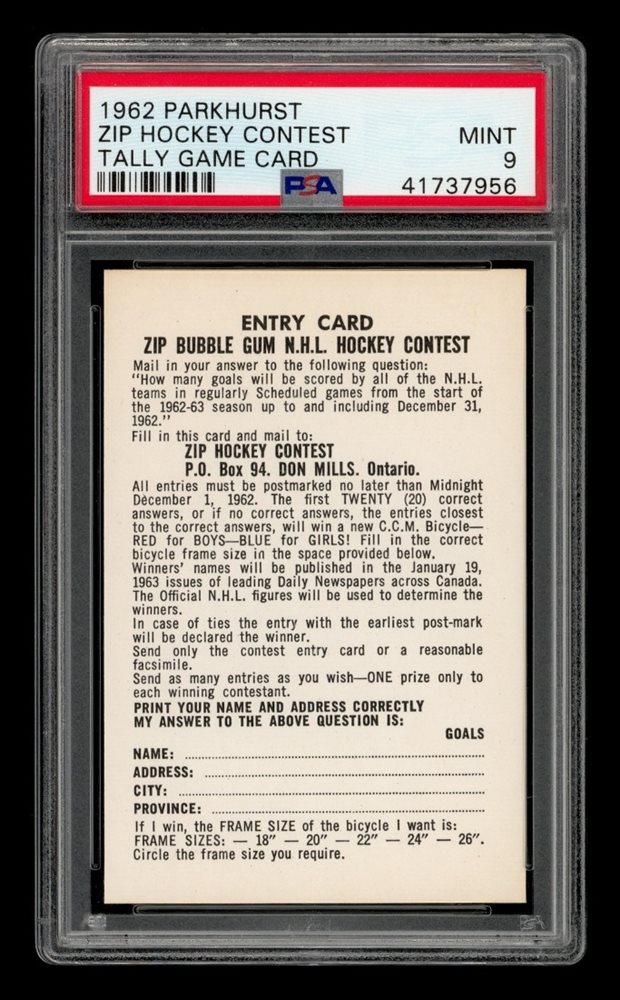 1962 PARKHURST
ZIP HOCKEY CONTEST MINT
TALLY GAME CARD 9
PSA 41737956
ENTRY CARD
ZIP BUBBLE GUM N.H.L. HOCKEY CONTEST
Mail in your answer to the following question:
"How many goals will be scored by all of the N.H.L.
teams in regularly Scheduled games from the start of
the 1962-63 season up to and including December 31,
1962."
Fill in this card and mail to:
ZIP HOCKEY CONTEST
P.O. Box 94. DON MILLS. Ontario.
All entries must be postmarked no later than Midnight
December 1, 1962. The first TWENTY (20) correct
answers, or if no correct answers, the entries closest
to the correct answers, will win a new C.C.M. Bicycle—
RED for BOYS—BLUE for GIRLS! Fill in the correct
bicycle frame size in the space provided below.
Winners' names will be published in the January 19,
1963 issues of leading Daily Newspapers across Canada.
The Official N.H.L. figures will be used to determine the
winners.
In case of ties the entry with the earliest post-mark
will be declared the winner.
Send only the contest entry card or a reasonable
facsimile.
Send as many entries as you wish—ONE prize only to
each winning contestant.
PRINT YOUR NAME AND ADDRESS CORRECTLY
MY ANSWER TO THE ABOVE QUESTION IS:
GOALS
NAME:
ADDRESS:
CITY:
PROVINCE:
If I win, the FRAME SIZE of the bicycle I want is:
FRAME SIZES: — 18" — 20" — 22" — 24" — 26".
Circle the frame size you require.